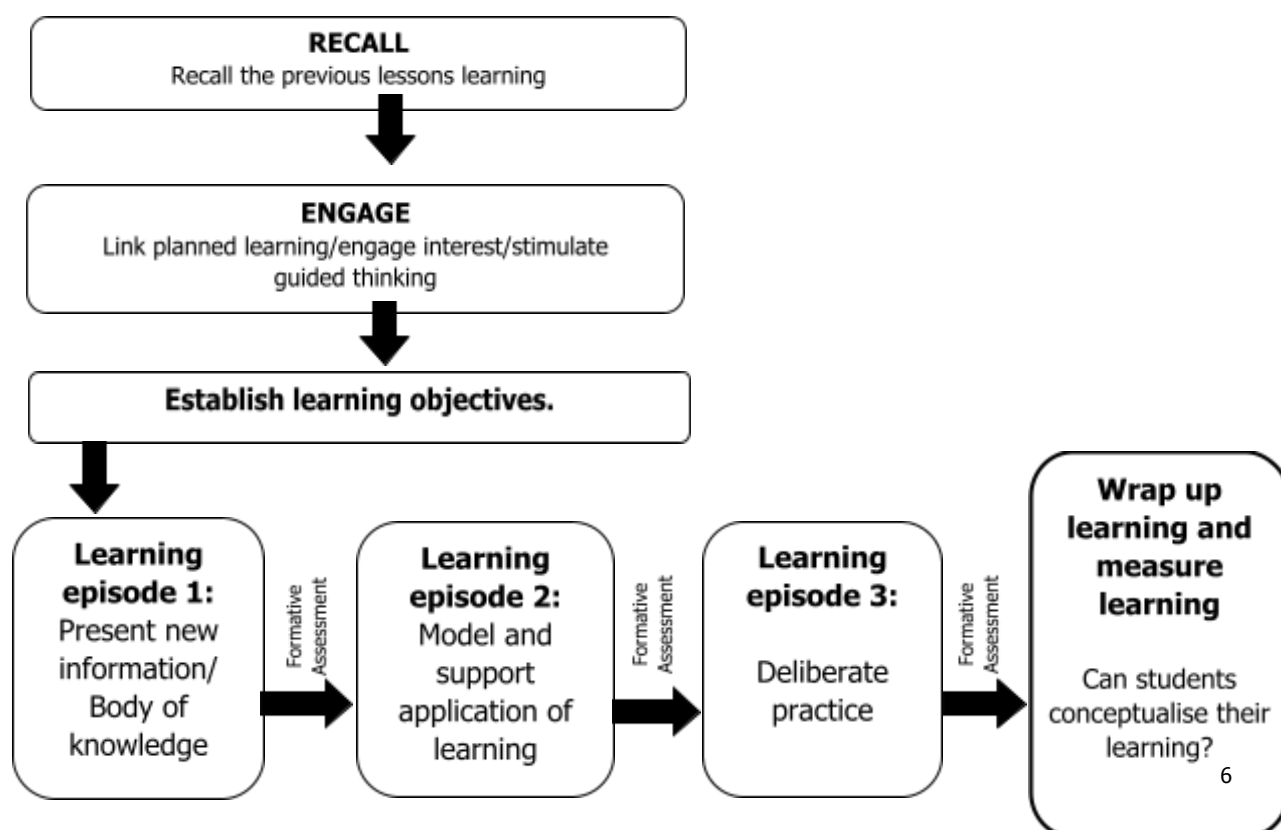 RECALL
Recall the previous lessons learning
ENGAGE
Link planned learning/engage interest/stimulate
guided thinking
Establish learning objectives.
Learning
episode 1:
Present new
information/
Body of
knowledge
Formative
Assessment
Learning
episode 2:
Model and
support
application of
learning
Formative
Assessment
Learning
episode 3:
Deliberate
practice
Formative
Assessment
Wrap up
learning and
measure
learning
Can students
conceptualise their
learning?
6